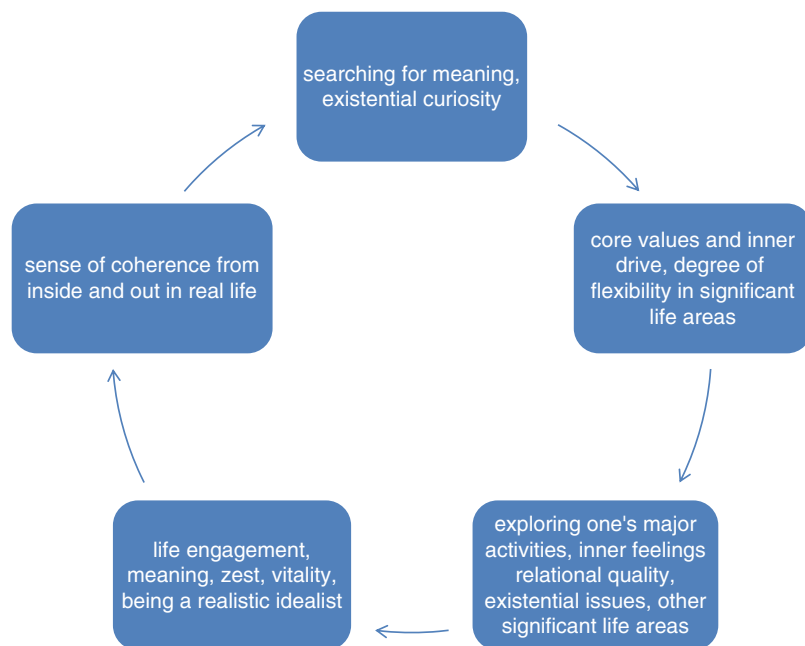 searching for meaning,
existential curiosity
core values and inner
drive, degree of
flexibility in significant
life areas
exploring one's major
activities, inner feelings
relational quality,
existential issues, other
significant life areas
life engagement,
meaning, zest, vitality,
being a realistic idealist
sense of coherence from
inside and out in real life